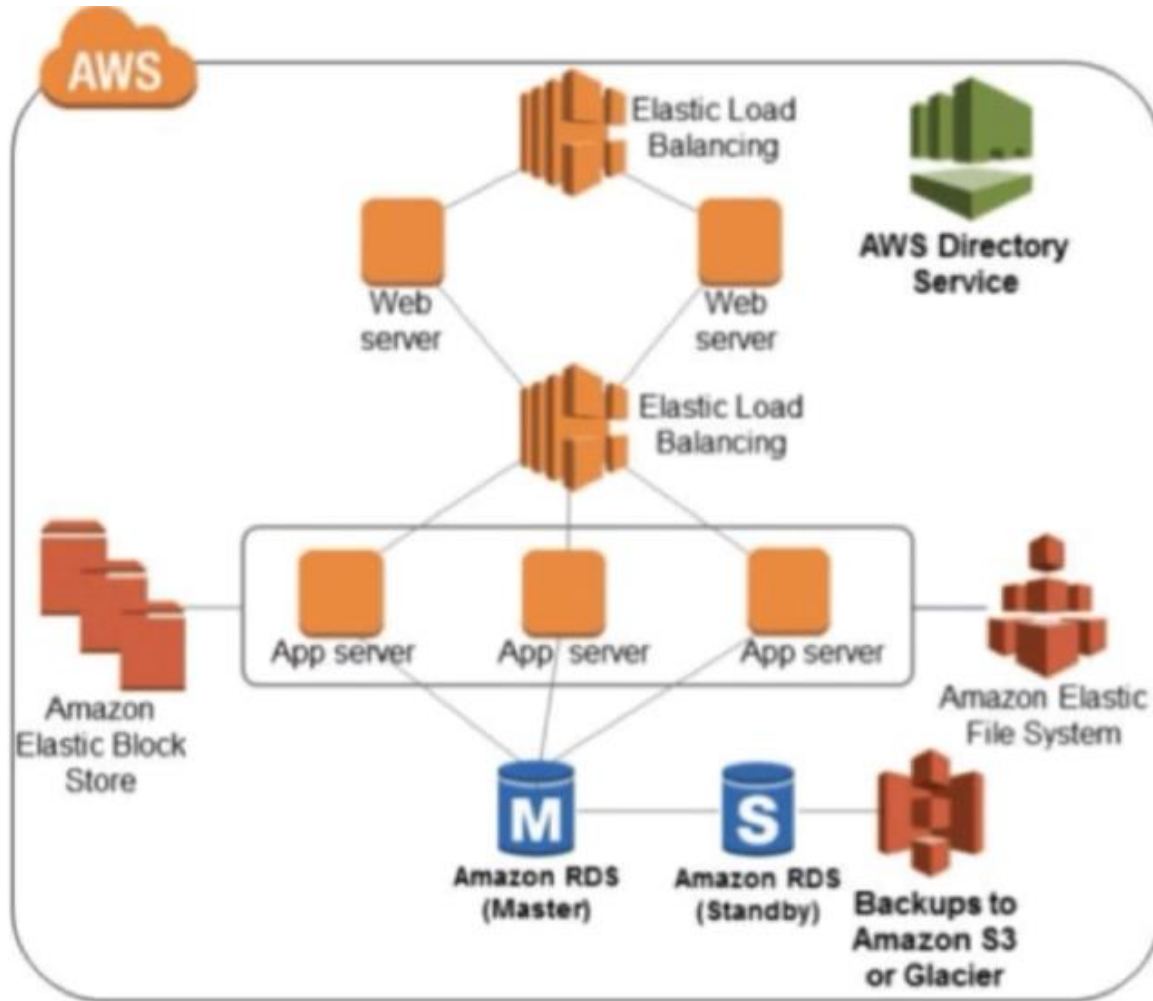 AWS
Elastic Load
Balancing
AWS Directory
Service
Web
server
Web
server
Elastic Load
Balancing
App server
App server
App server
Amazon
Elastic Block
Store
Amazon Elastic
File System
M
S
Amazon RDS
(Master)
Amazon RDS
(Standby)
Backups to
Amazon S3
or Glacier